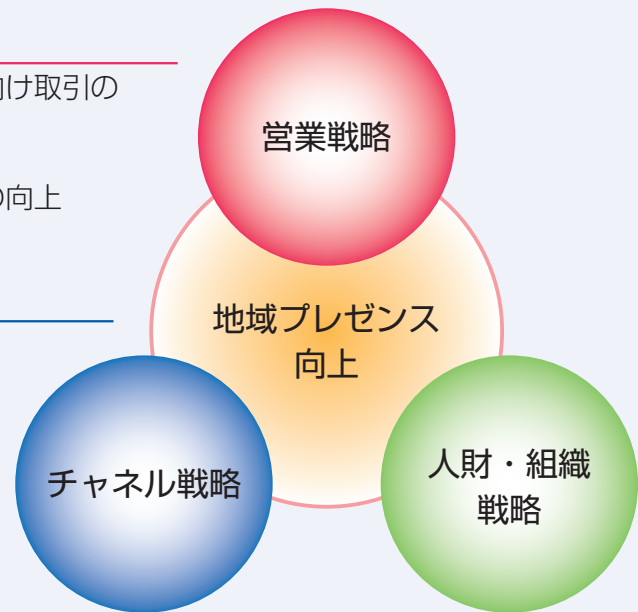 営業戦略
向け取引の
の向上
地域プレゼンス
向上
チャネル戦略
人財・組織
戦略